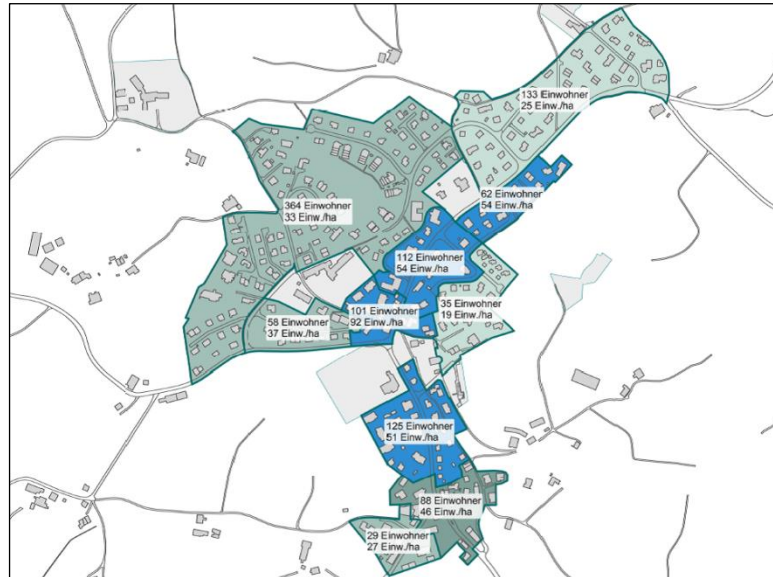 133 Einwohner
25 Einw./ha
62 Einwohner
54 Einw./ha
364 Einwohner
33 Einw./ha
112 Einwohner
54 Einw./ha
35 Einwohner
19 Einw./ha
101 Einwohner
92 Einw./ha
58 Einwohner
37 Einw./ha
125 Einwohner
51 Einw./ha
88 Einwohner
46 Einw./ha
29 Einwohner
27 Einw./ha